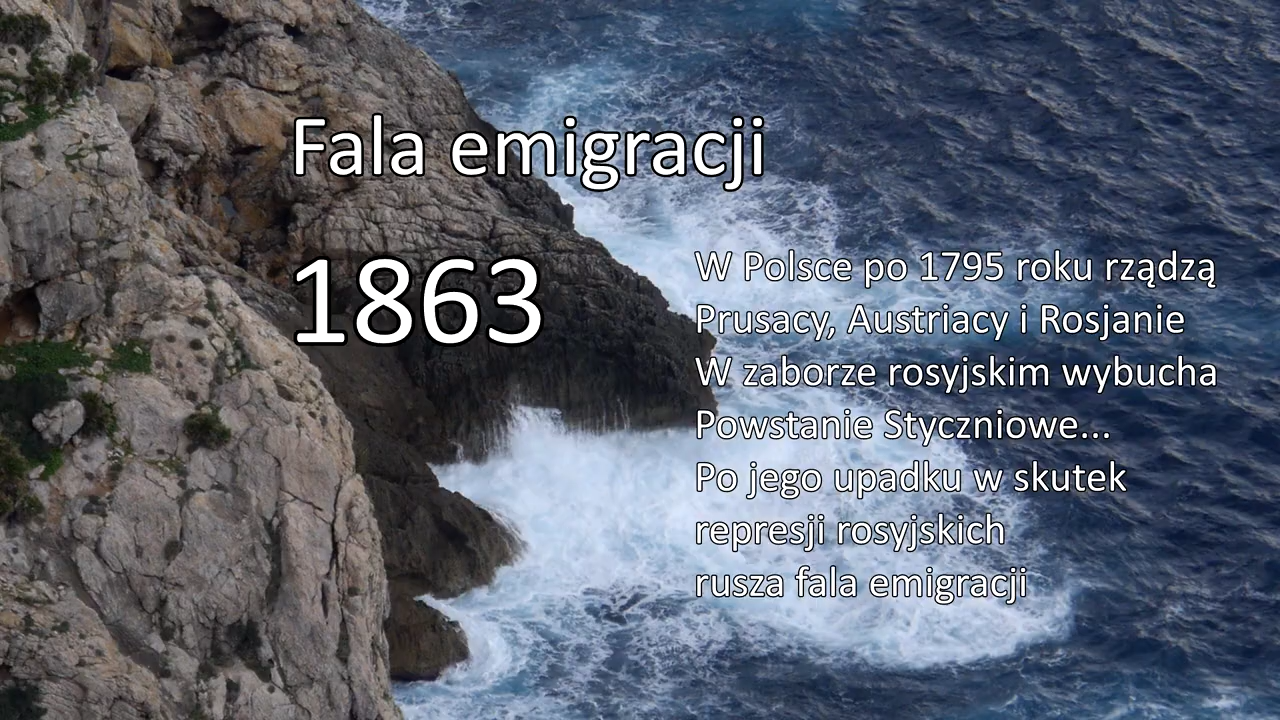 Fala emigracji
1863
W Polsce po 1795 roku rządzą
Prusacy, Austriacy i Rosjanie
W zaborze rosyjskim wybucha
Powstanie Styczniowe...
Po jego upadku w skutek
represji rosyjskich
rusza fala emigracji